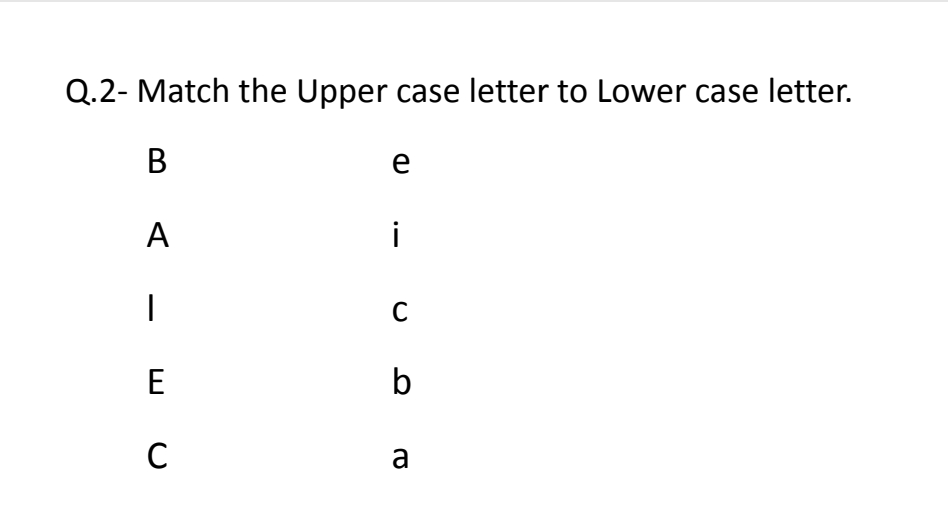 Q.2- Match the Upper case letter to Lower case letter.
B e
A i
I c
E b
C a